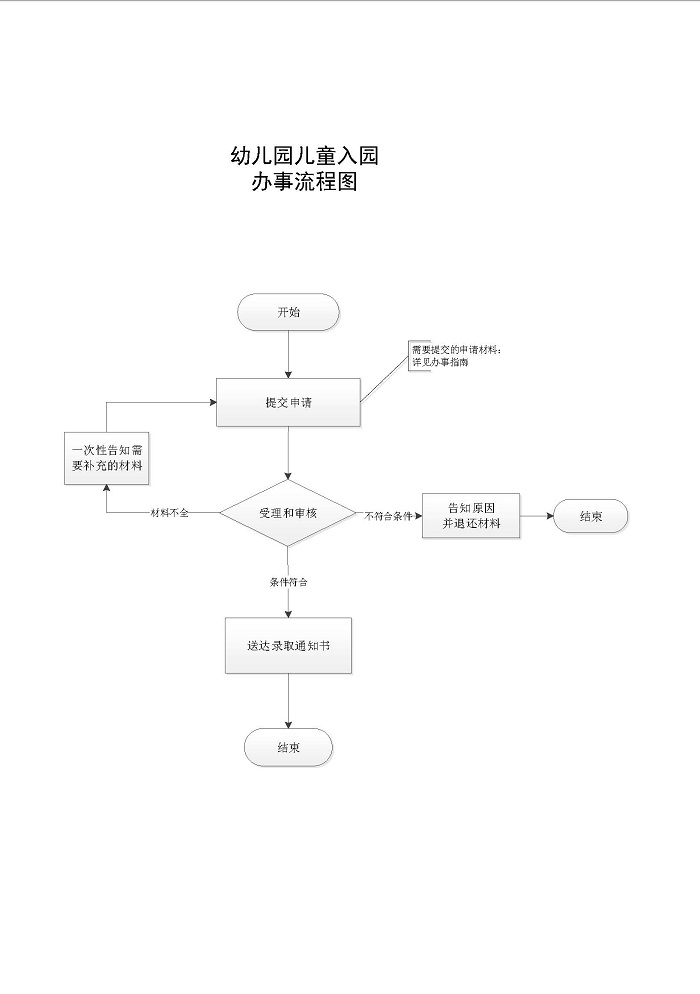 幼儿园儿童入园
办事流程图
开始
需要提交的申请材料：
详见办事指南
提交申请
一次性告知需
要补充的材料
材料不全
受理和审核
不符合条件
告知原因
并退还材料
结束
条件符合
送达录取通知书
结束